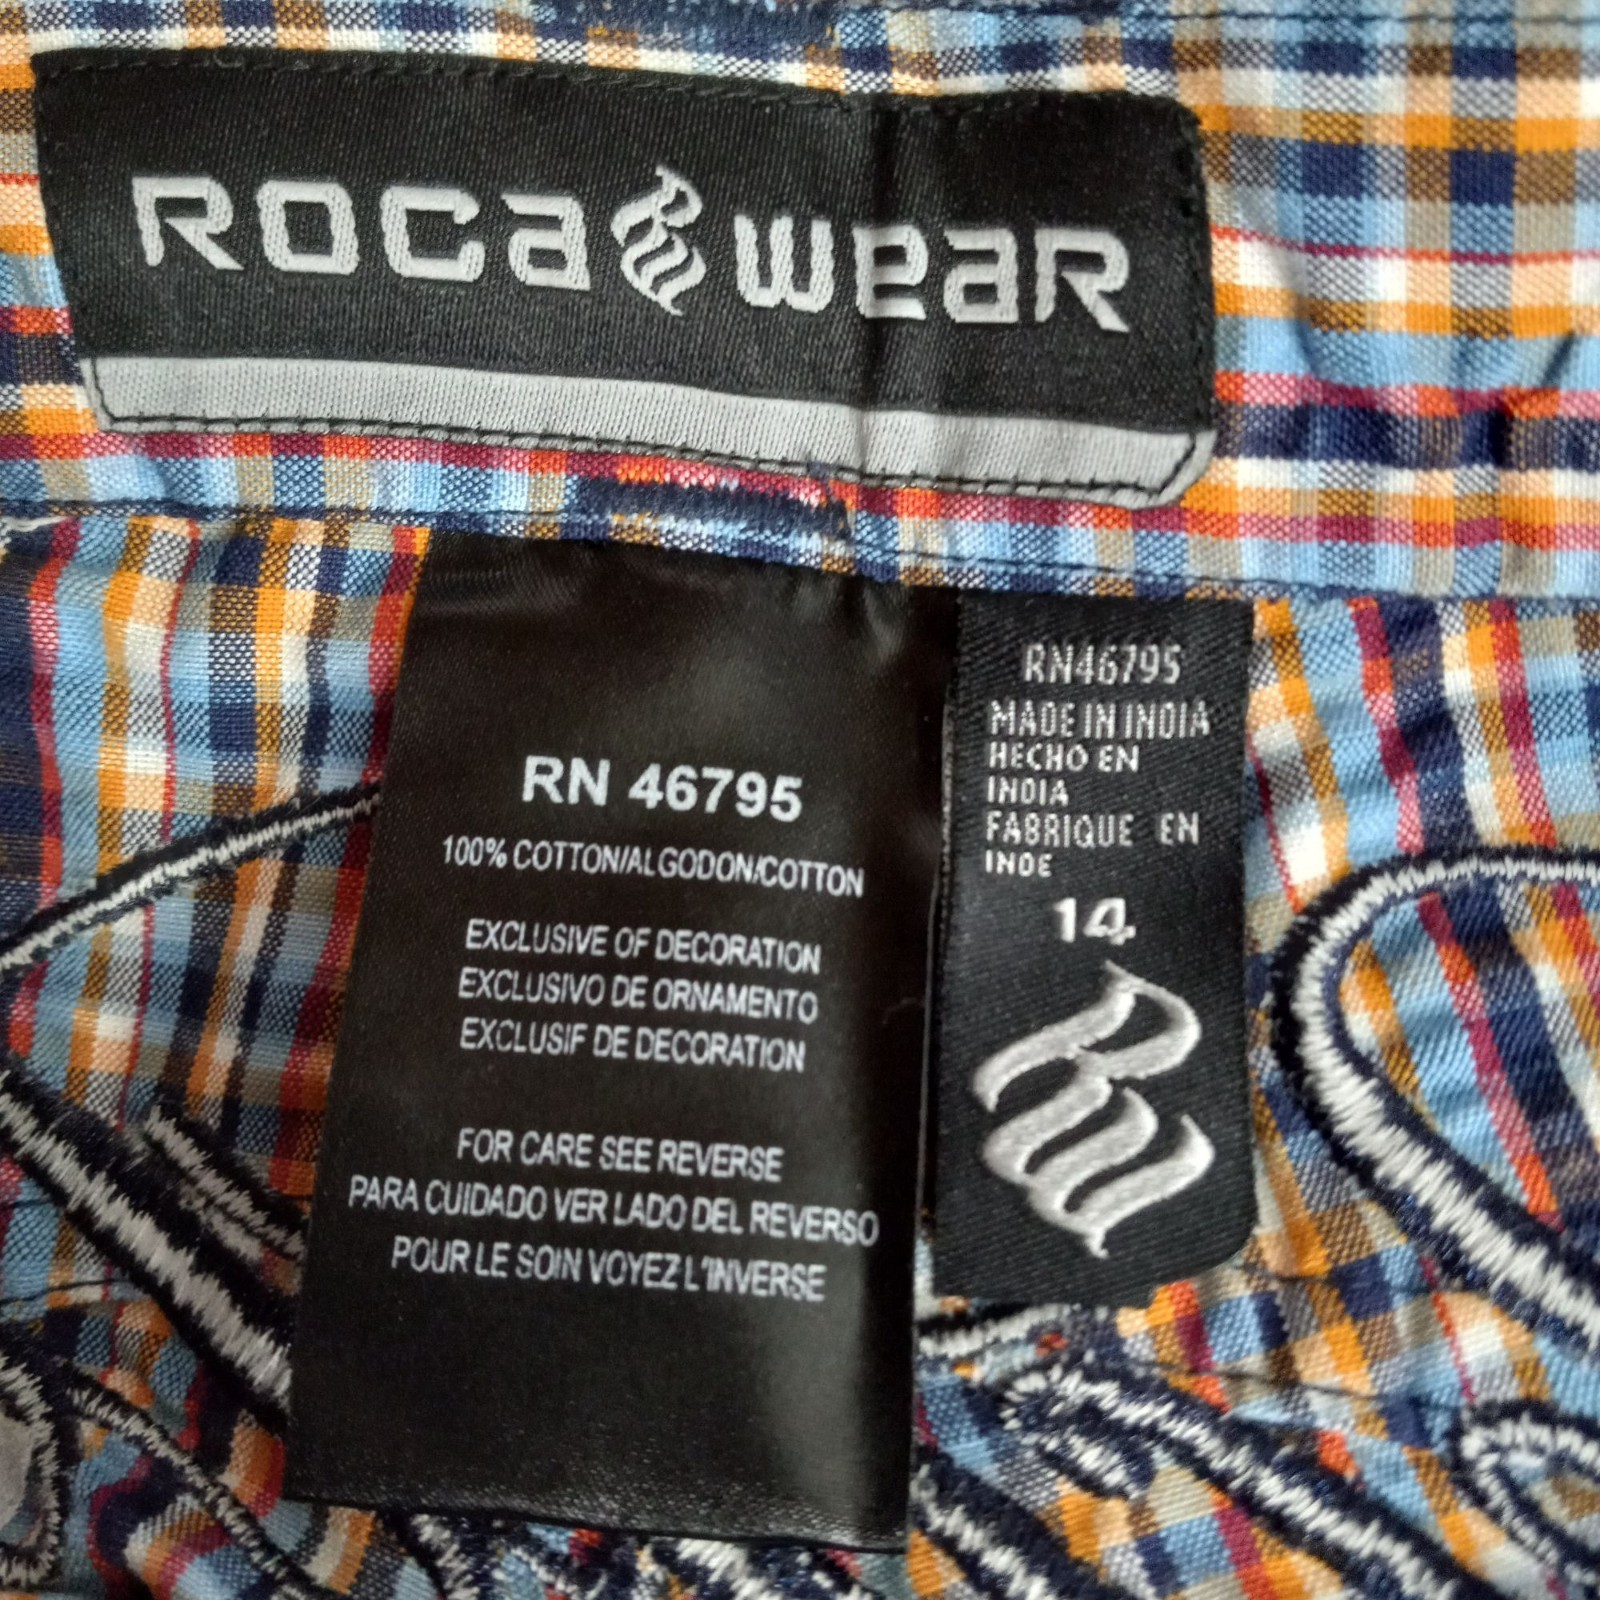 ROCA WEAR
RN 46795
100% COTTON/ALGODON/COTTON
EXCLUSIVE OF DECORATION
EXCLUSIVO DE ORNAMENTO
EXCLUSIF DE DECORATION
FOR CARE SEE REVERSE
PARA CUIDADO VER LADO DEL REVERSO
POUR LE SOIN VOYEZ L'INVERSE
RN46795
MADE IN INDIA
HECHO EN
INDIA
FABRIQUE EN
INDE
14
RW